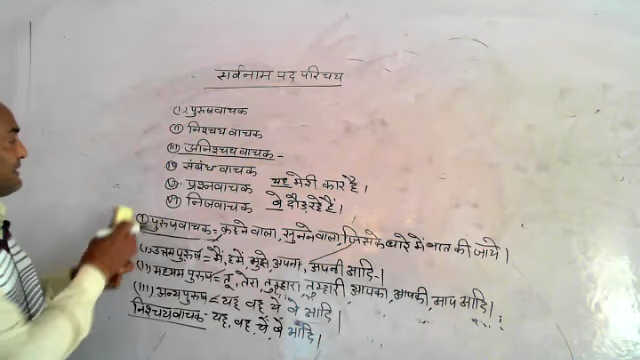 सर्वनाम पद परिचय
(i) पुरुषवाचक
(ii) निश्चयवाचक
(iii) अनिश्चयवाचक -
(iv) संबंधवाचक
(v) प्रश्नवाचक यह मेरी कार है।
(vi) निजवाचक वे दौड़ रहे हैं।
(i) पुरुषवाचक - कहने वाला, सुनने वाला, जिसके बारे में बात की जाये।
(i) उत्तम पुरुष = मैं, हमें मुझे, अपना, अपनी आदि।
(ii) मध्यम पुरुष = तू, तेरा, तुम्हारा तुम्हारी, आपका, आपकी, आप आदि।
(iii) अन्य पुरुष = यह वह ये वे आदि।
निश्चयवाचक - यह, वह, ये, वे आदि।